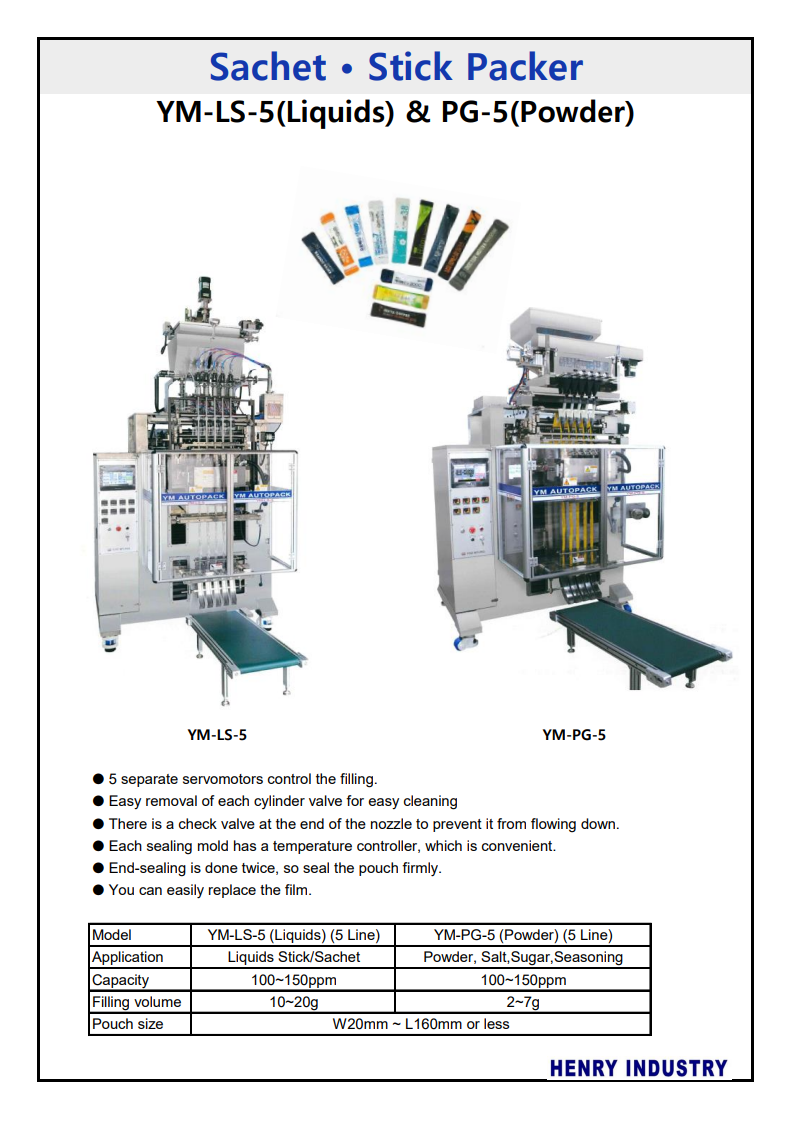 Sachet • Stick Packer
YM-LS-5(Liquids) & PG-5(Powder)
YM AUTOPACK YM AUTOPACK
YM AUTOPACK YM AUTOPACK
YM-LS-5 YM-PG-5
● 5 separate servomotors control the filling.
● Easy removal of each cylinder valve for easy cleaning
● There is a check valve at the end of the nozzle to prevent it from flowing down.
● Each sealing mold has a temperature controller, which is convenient.
● End-sealing is done twice, so seal the pouch firmly.
● You can easily replace the film.
Model YM-LS-5 (Liquids) (5 Line) YM-PG-5 (Powder) (5 Line)
Application Liquids Stick/Sachet Powder, Salt,Sugar,Seasoning
Capacity 100~150ppm 100~150ppm
Filling volume 10~20g 2~7g
Pouch size W20mm ~ L160mm or less
HENRY INDUSTRY